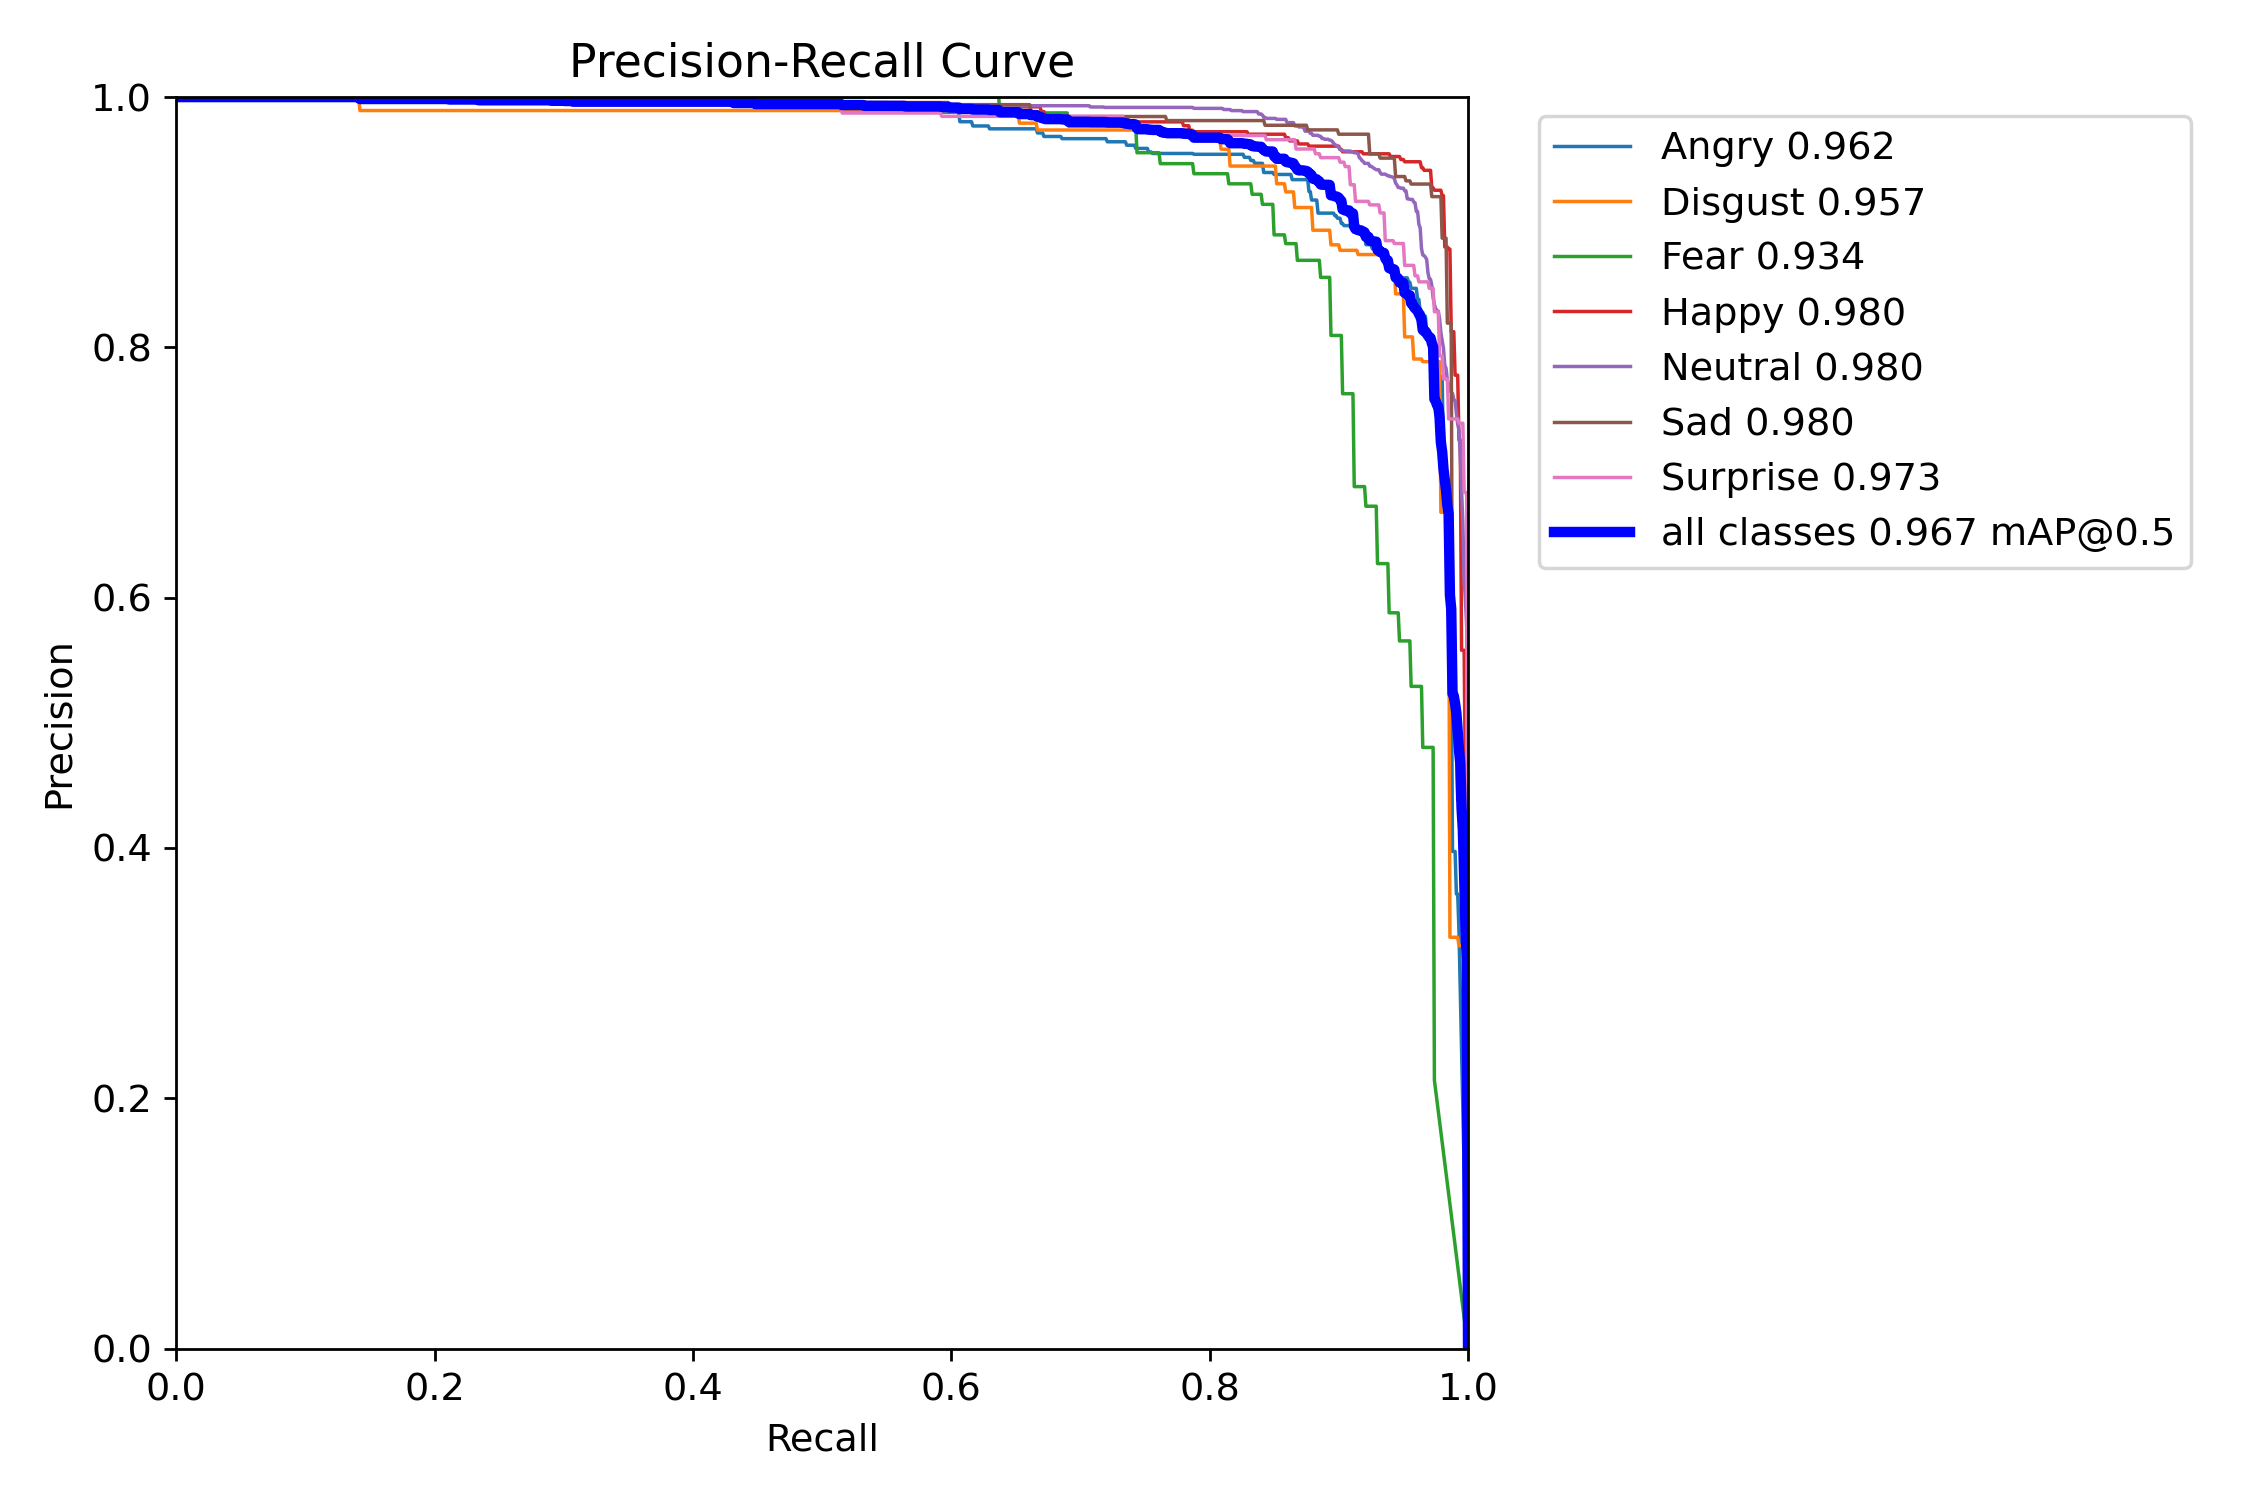 Precision-Recall Curve
1.0
0.8
0.6
0.4
0.2
0.0
Precision
0.0 0.2 0.4 0.6 0.8 1.0
Recall
Angry 0.962
Disgust 0.957
Fear 0.934
Happy 0.980
Neutral 0.980
Sad 0.980
Surprise 0.973
all classes 0.967 mAP@0.5